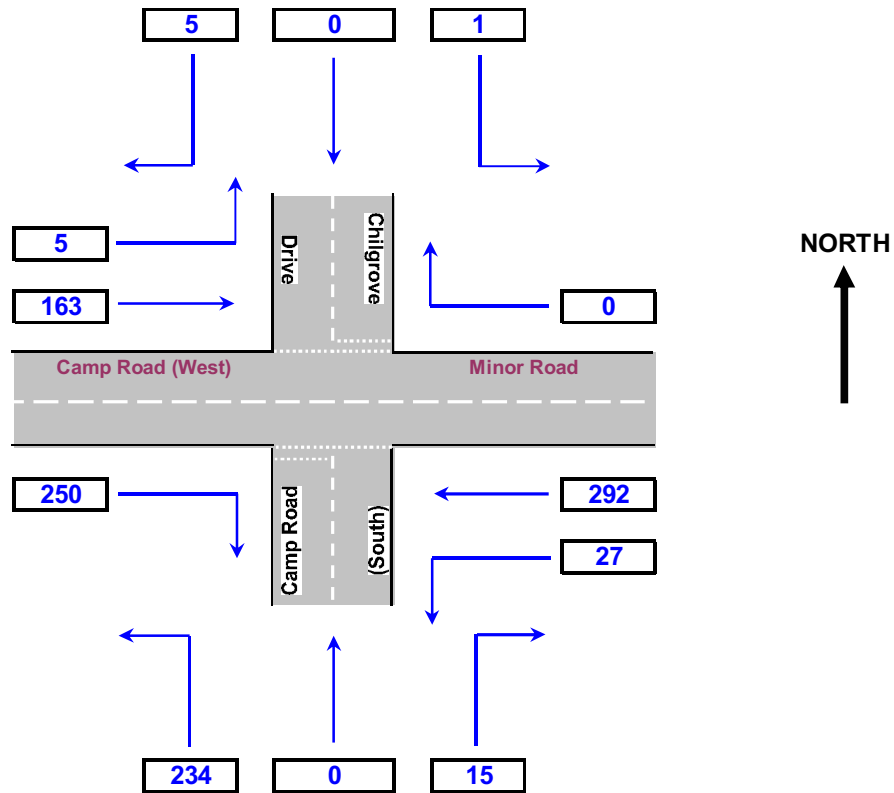 5 0 1
Drive
Chilgrove
5
NORTH
163
0
Camp Road (West)
Minor Road
250
Camp Road
(South)
292
27
234 0 15